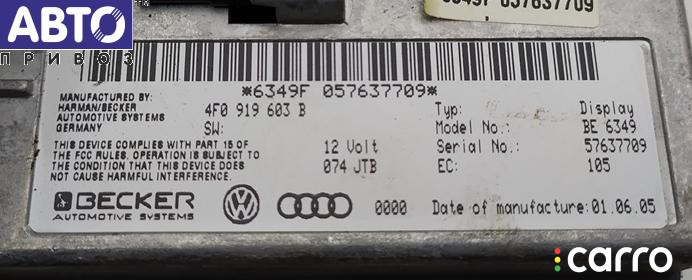 6349F 057637709
АВТО
ПРИВОЗ
*6349F 057637709*
MANUFACTURED BY:
HARMAN/BECKER
AUTOMOTIVE SYSTEMS
GERMANY
4F0 919 603 B
SW:
Typ: Display
Model No.: BE 6349
Serial No.: 57637709
EC: 105
THIS DEVICE COMPLIES WITH PART 15 OF
THE FCC RULES. OPERATION IS SUBJECT TO
THE CONDITION THAT THIS DEVICE DOES
NOT CAUSE HARMFUL INTERFERENCE.
12 Volt
074 JTB
BECKER
AUTOMOTIVE SYSTEMS
0000
Date of manufacture: 01.06.05
carro